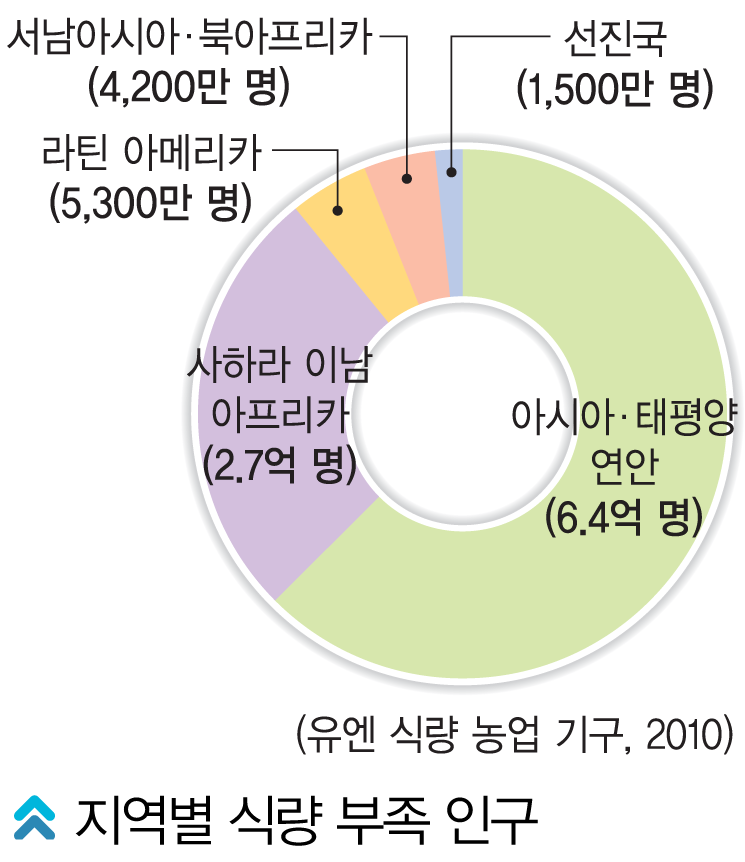 서남아시아·북아프리카
(4,200만 명)
선진국
(1,500만 명)
라틴 아메리카
(5,300만 명)
사하라 이남
아프리카
(2.7억 명)
아시아·태평양
연안
(6.4억 명)
(유엔 식량 농업 기구, 2010)
지역별 식량 부족 인구